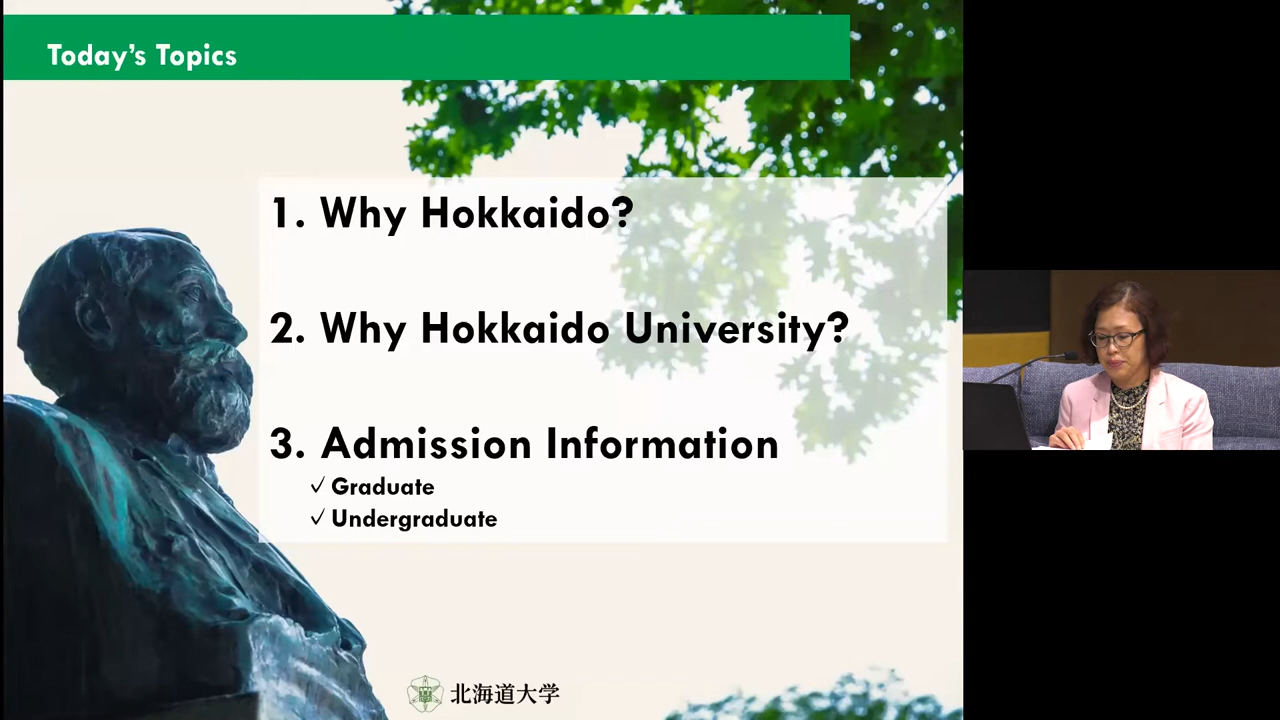 Today's Topics
1. Why Hokkaido?
2. Why Hokkaido University?
3. Admission Information
✓ Graduate
✓ Undergraduate
北海道大学